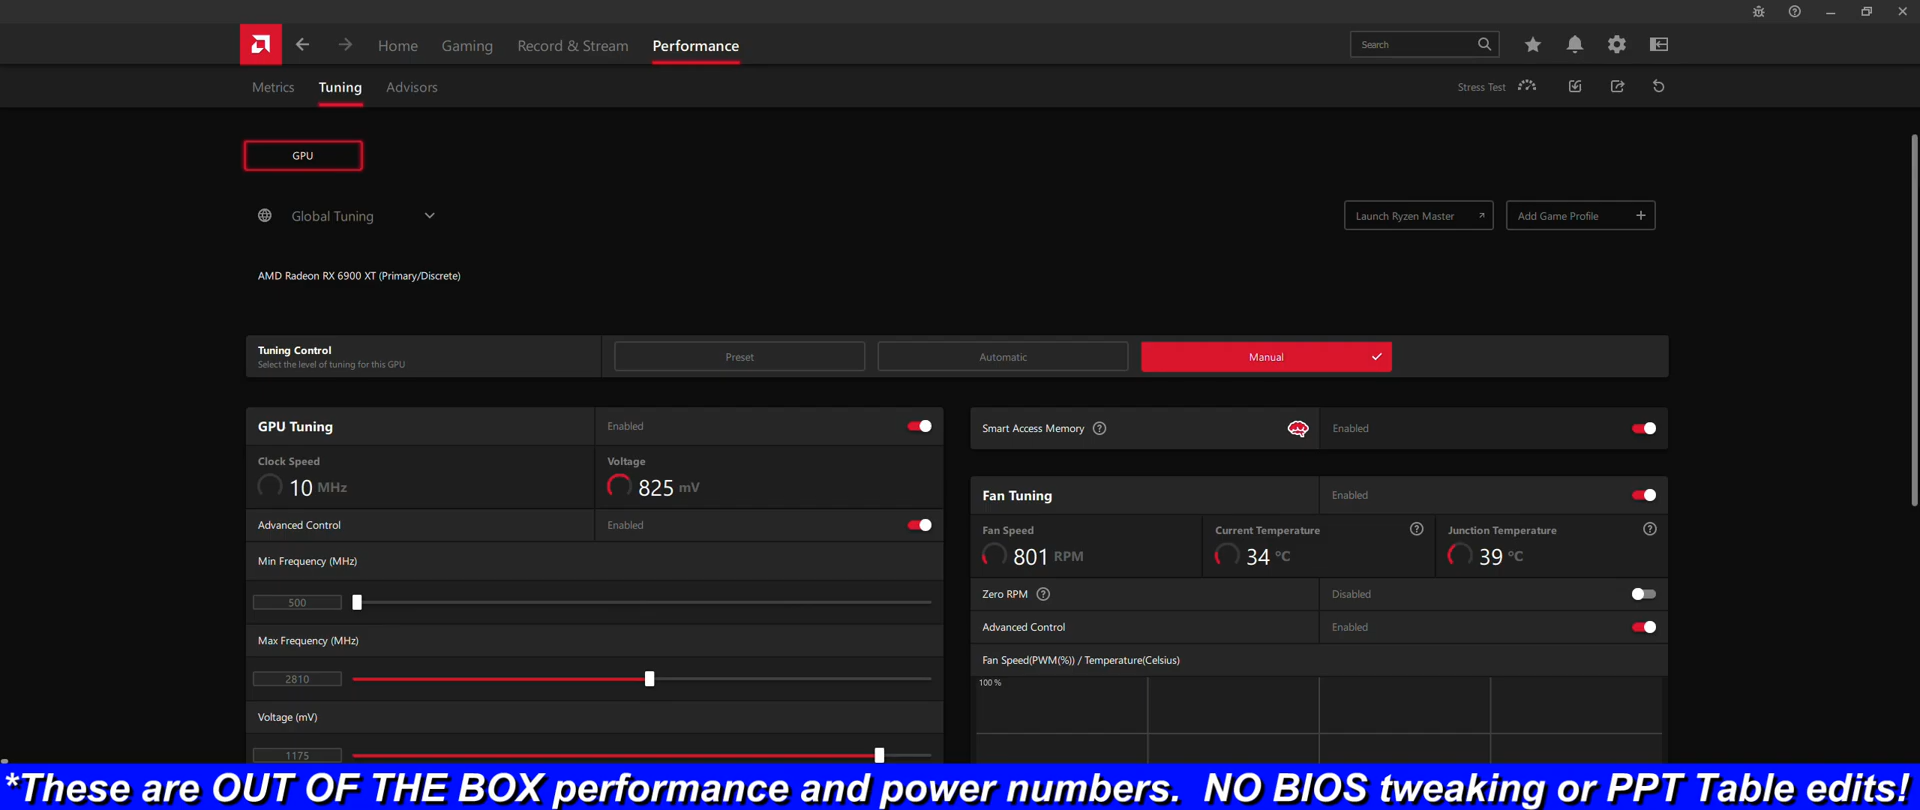 Home Gaming Record & Stream Performance Search
Metrics Tuning Advisors Stress Test
GPU
Global Tuning Launch Ryzen Master Add Game Profile
AMD Radeon RX 6900 XT (Primary/Discrete)
Tuning Control
Select the level of tuning for this GPU
Preset Automatic Manual
GPU Tuning Enabled
Clock Speed Voltage
10 MHz 825 mV
Advanced Control Enabled
Min Frequency (MHz)
500
Max Frequency (MHz)
2810
Voltage (mV)
1175
Smart Access Memory Enabled
Fan Tuning Enabled
Fan Speed Current Temperature Junction Temperature
801 RPM 34 °C 39 °C
Zero RPM Disabled
Advanced Control Enabled
Fan Speed(PWM(%)) / Temperature(Celsius)
100 %
*These are OUT OF THE BOX performance and power numbers. NO BIOS tweaking or PPT Table edits!